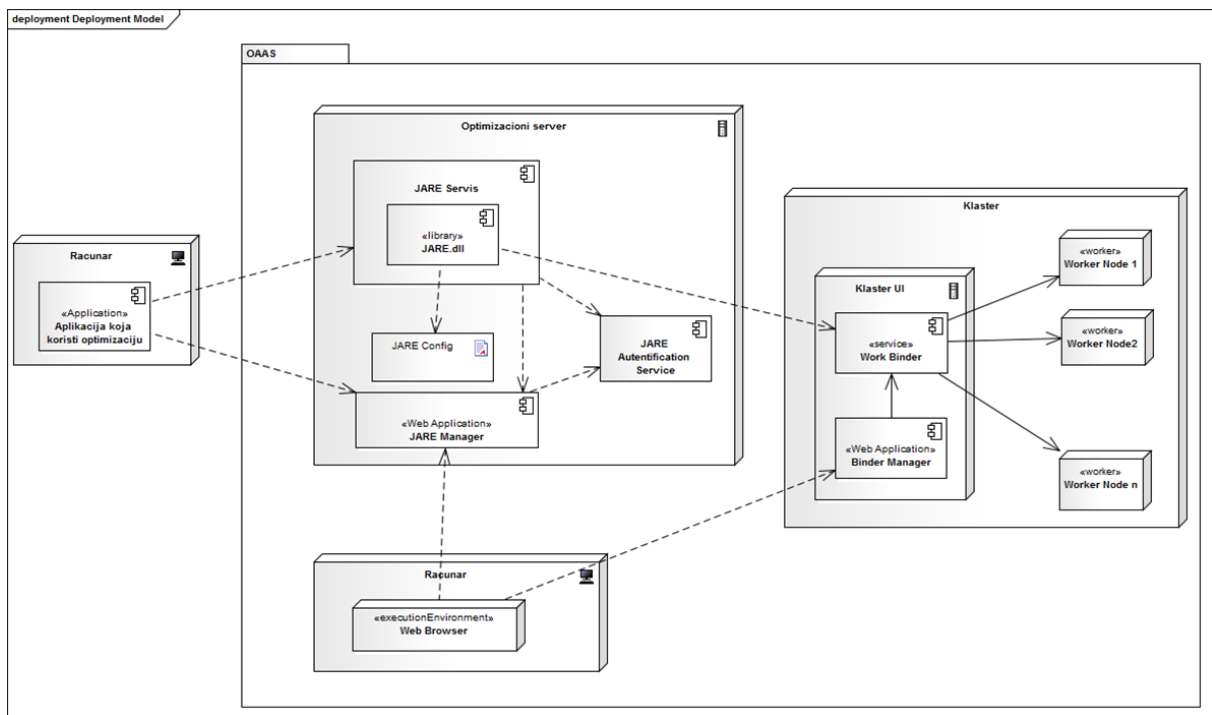 deployment Deployment Model
OAAS
Optimizacioni server
JARE Servis
«library»
JARE.dll
JARE Config
JARE
Autentification
Service
«Web Application»
JARE Manager
Racunar
«Application»
Aplikacija koja
koristi optimizaciju
Klaster
Klaster UI
«service»
Work Binder
«Web Application»
Binder Manager
«worker»
Worker Node 1
«worker»
Worker Node2
«worker»
Worker Node n
Racunar
«executionEnvironment»
Web Browser